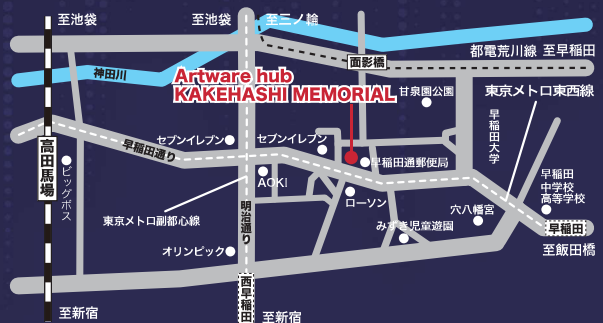 至池袋
至池袋
至三ノ輪
都電荒川線 至早稲田
面影橋
神田川
Artware hub
KAKEHASHI MEMORIAL
甘泉園公園
東京メトロ東西線
早稲田大学
高田馬場
ビッグボス
早稲田通り
セブンイレブン
セブンイレブン
早稲田通郵便局
AOKI
ローソン
早稲田
中学校
高等学校
東京メトロ副都心線
明治通り
穴八幡宮
みずき児童遊園
早稲田
オリンピック
至飯田橋
西早稲田
至新宿
至新宿